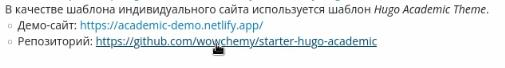 В качестве шаблона индивидуального сайта используется шаблон Hugo Academic Theme.
Демо-сайт: https://academic-demo.netlify.app/
Репозиторий: https://github.com/wowchemy/starter-hugo-academic